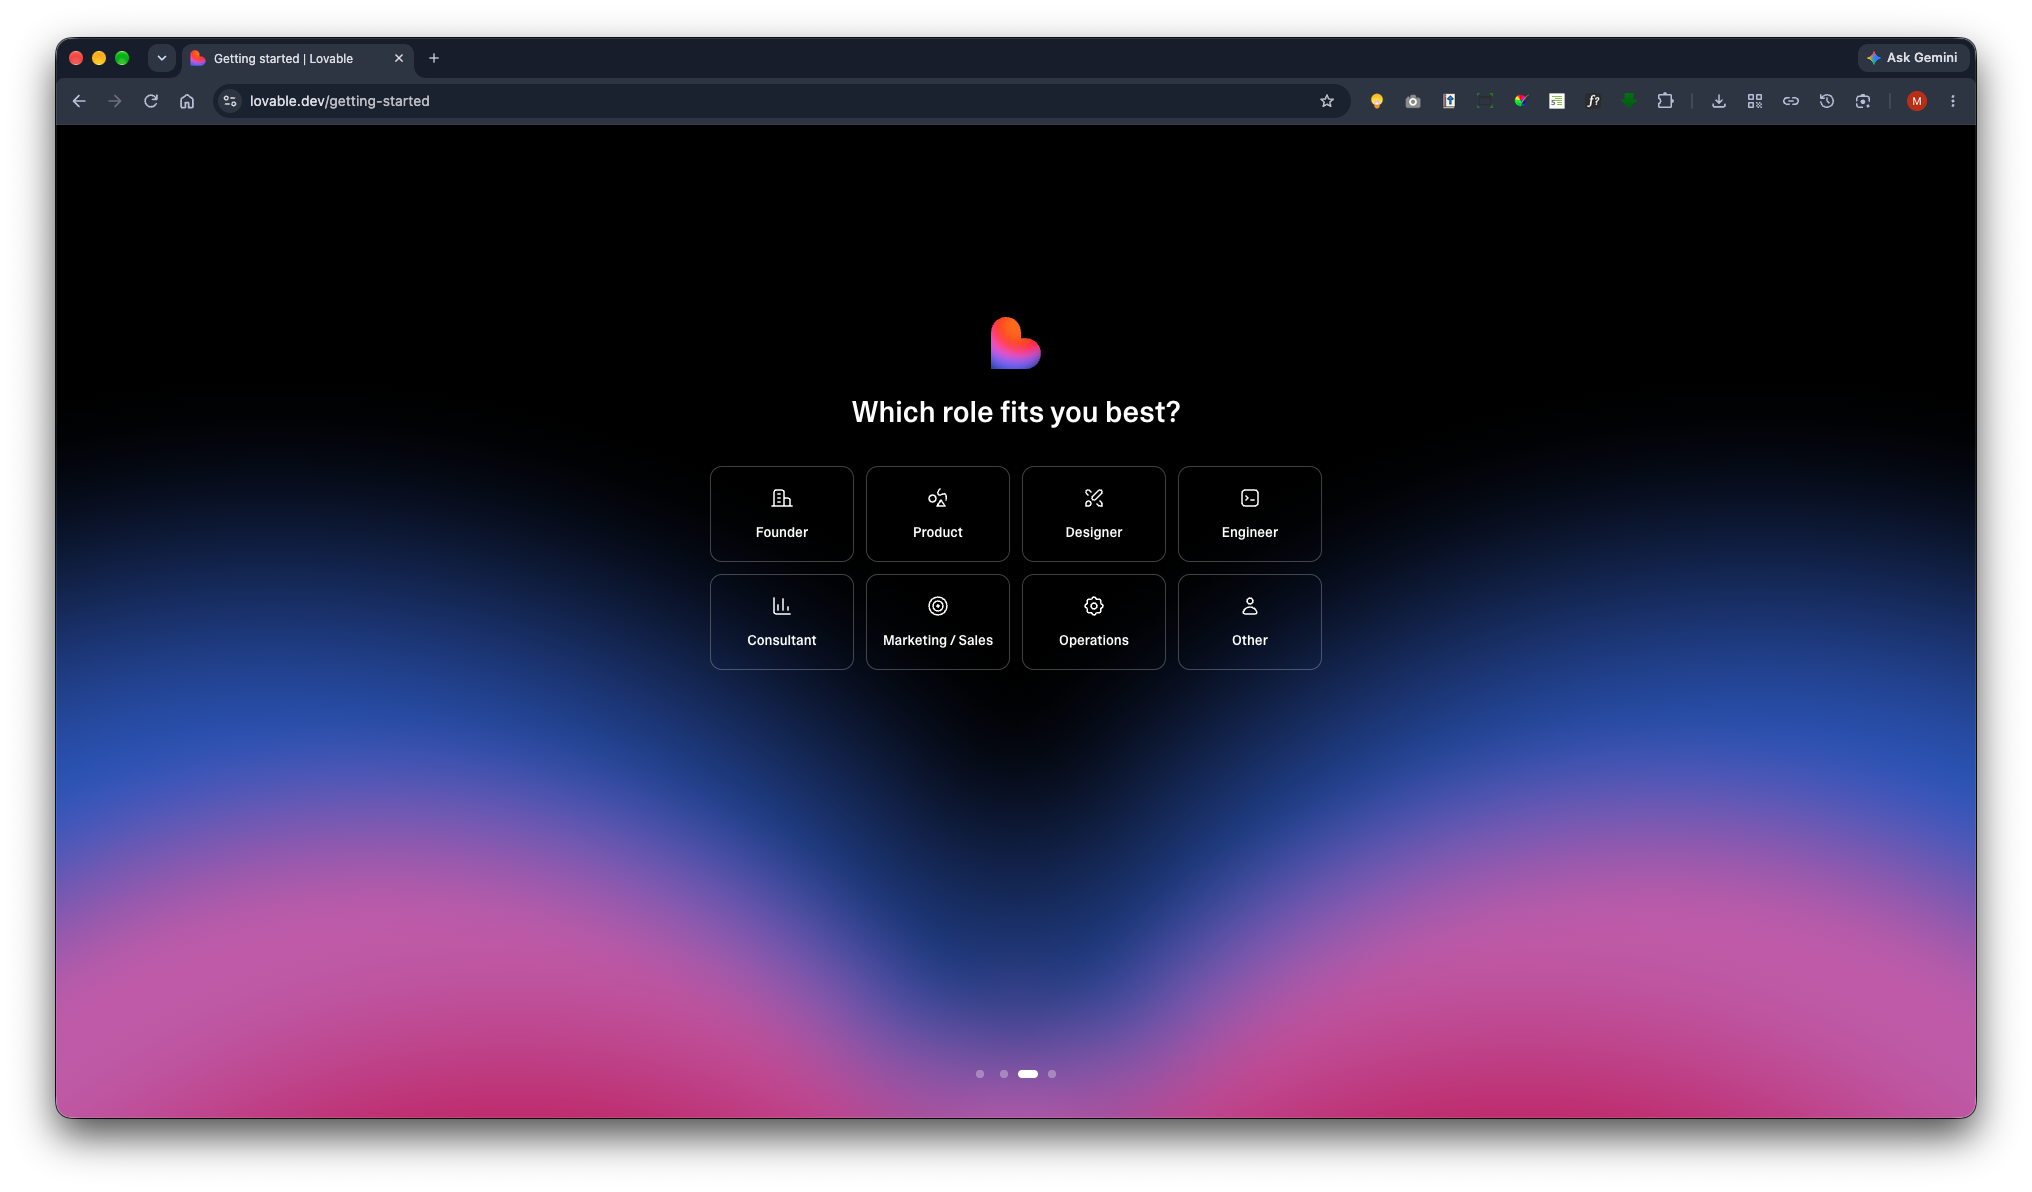 Getting started | Lovable
Ask Gemini
lovable.dev/getting-started
f?
M
Which role fits you best?
Founder
Product
Designer
Engineer
Consultant
Marketing / Sales
Operations
Other